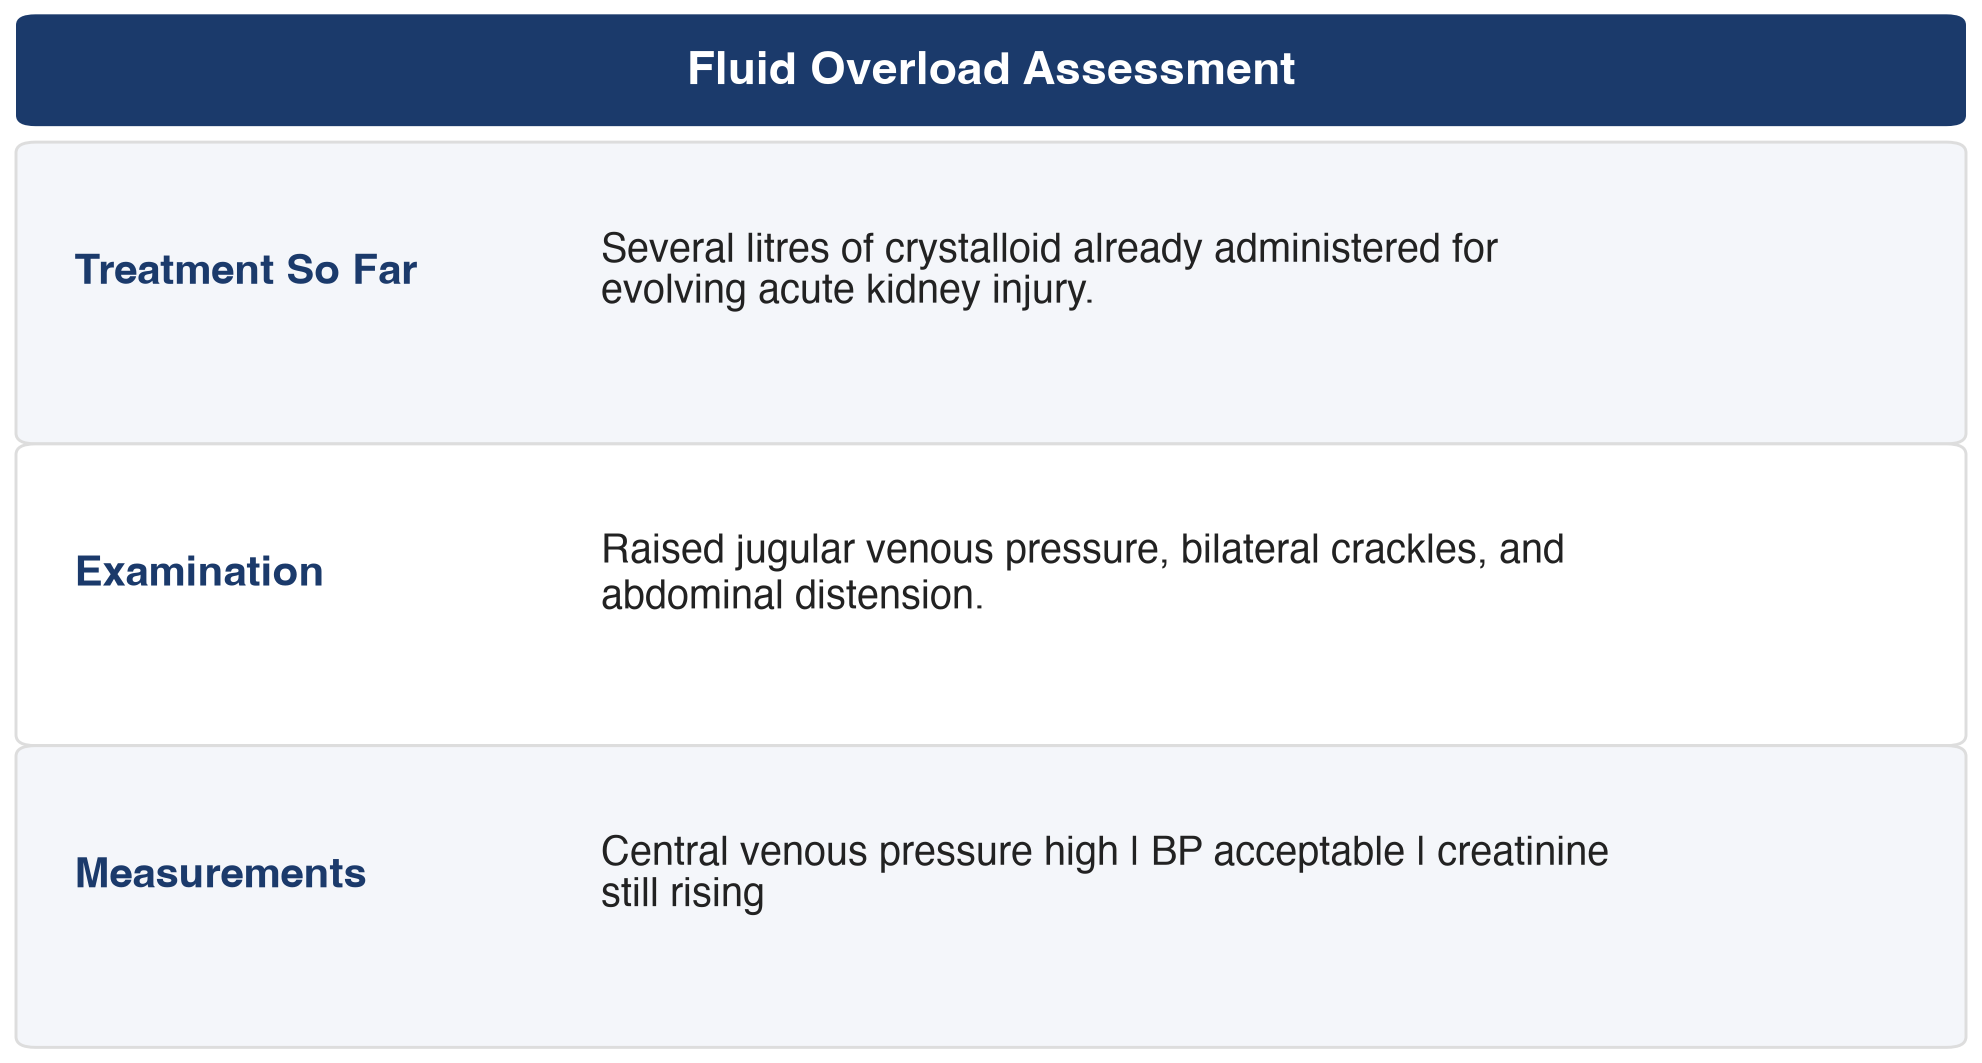 Fluid Overload Assessment
Treatment So Far
Several litres of crystalloid already administered for
evolving acute kidney injury.
Examination
Raised jugular venous pressure, bilateral crackles, and
abdominal distension.
Measurements
Central venous pressure high | BP acceptable | creatinine
still rising